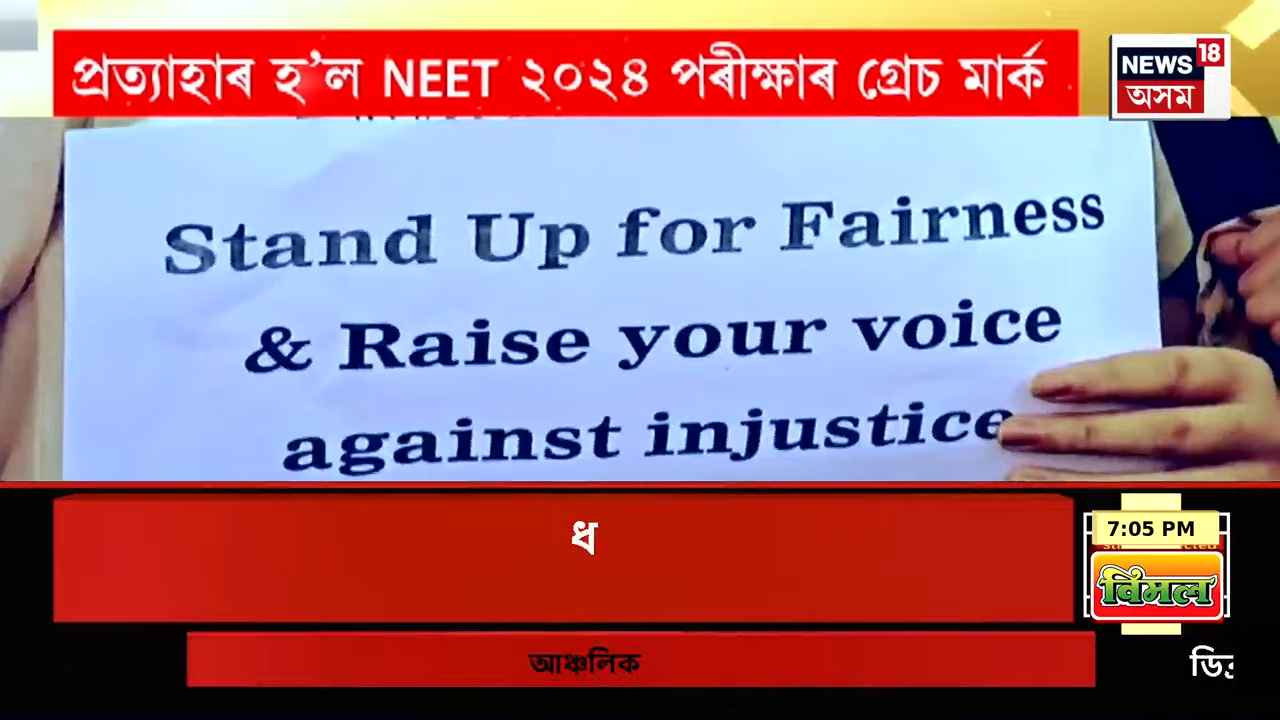 প্ৰত্যাহাৰ হ'ল NEET ২০২৪ পৰীক্ষাৰ গ্ৰেচ মাৰ্ক
NEWS 18
অসম
Stand Up for Fairness
& Raise your voice
against injustice
ধ
7:05 PM
বিমল
আঞ্চলিক